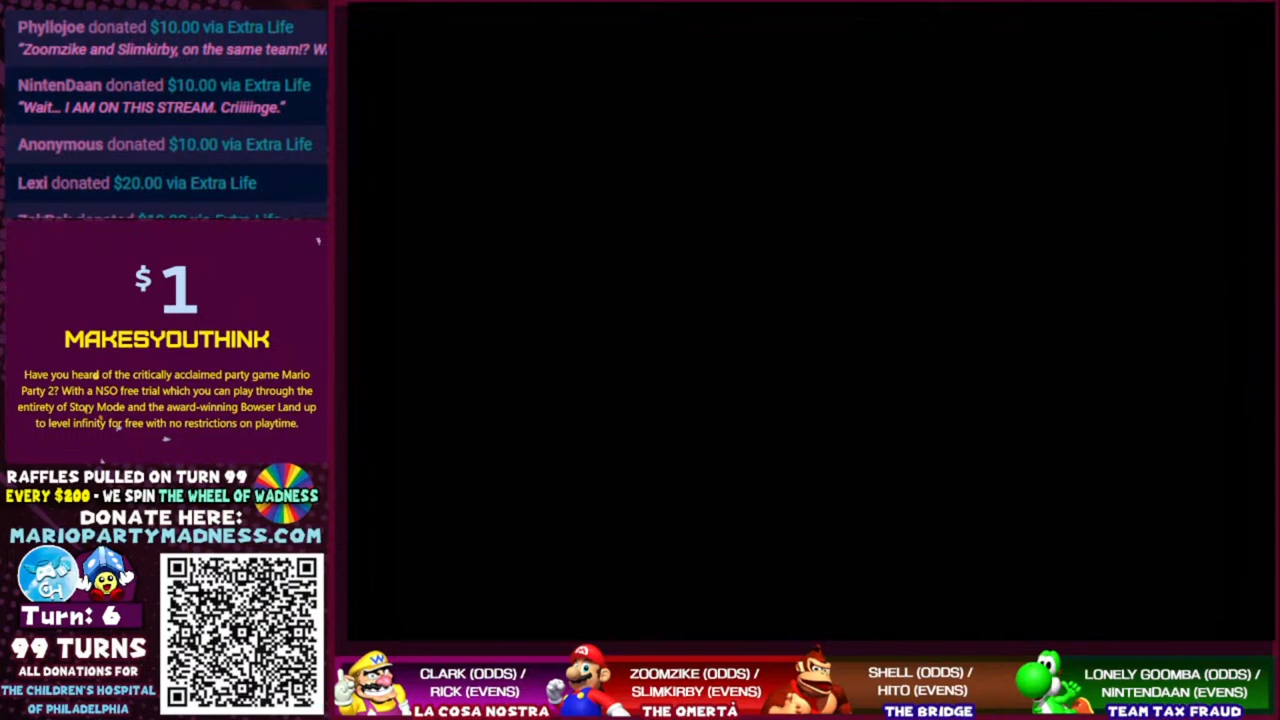 Phyllojoe donated $10.00 via Extra Life
"Zoomzike and Slimkirby, on the same team!? W
NintenDaan donated $10.00 via Extra Life
"Wait... I AM ON THIS STREAM. Criiiiinge."
Anonymous donated $10.00 via Extra Life
Lexi donated $20.00 via Extra Life
$1
MAKESYOUTHINK
Have you heard of the critically acclaimed party game Mario
Party 2? With a NSO free trial which you can play through the
entirety of Story Mode and the award-winning Bowser Land up
to level infinity for free with no restrictions on playtime.
RAFFLES PULLED ON TURN 99
EVERY $200 - WE SPIN THE WHEEL OF WADNESS
DONATE HERE:
MARIOPARTYMADNESS.COM
CH
Turn: 6
99 TURNS
ALL DONATIONS FOR
THE CHILDREN'S HOSPITAL
OF PHILADELPHIA
CLARK (ODDS) /
RICK (EVENS)
LA COSA NOSTRA
ZOOMZIKE (ODDS) /
SLIMKIRBY (EVENS)
THE OMERTÀ
SHELL (ODDS) /
HITO (EVENS)
THE BRIDGE
LONELY GOOMBA (ODDS) /
NINTENDAAN (EVENS)
TEAM TAX FRAUD